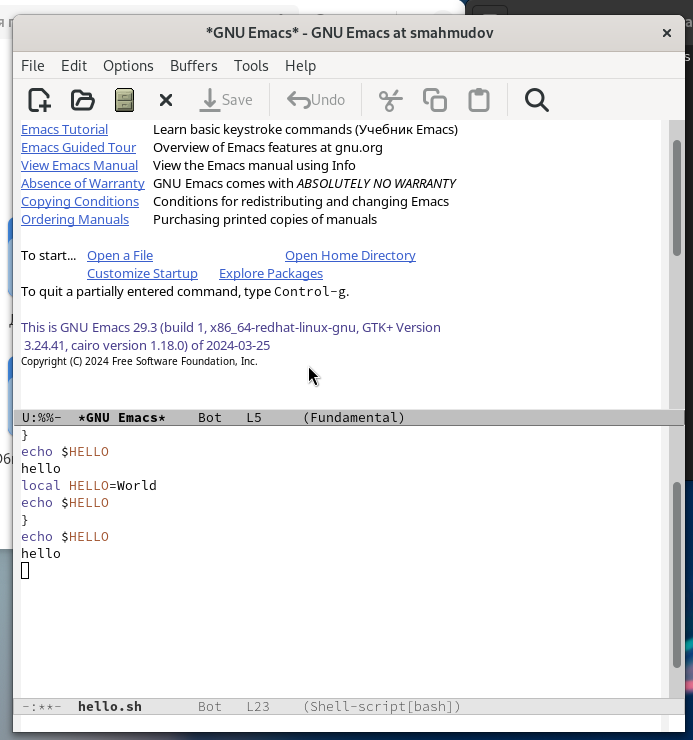 *GNU Emacs* - GNU Emacs at smahmudov
File Edit Options Buffers Tools Help
Save Undo
Emacs Tutorial Learn basic keystroke commands (Учебник Emacs)
Emacs Guided Tour Overview of Emacs features at gnu.org
View Emacs Manual View the Emacs manual using Info
Absence of Warranty GNU Emacs comes with ABSOLUTELY NO WARRANTY
Copying Conditions Conditions for redistributing and changing Emacs
Ordering Manuals Purchasing printed copies of manuals
To start... Open a File Open Home Directory
Customize Startup Explore Packages
To quit a partially entered command, type Control-g.
This is GNU Emacs 29.3 (build 1, x86_64-redhat-linux-gnu, GTK+ Version
3.24.41, cairo version 1.18.0) of 2024-03-25
Copyright (C) 2024 Free Software Foundation, Inc.
U:%%- *GNU Emacs* Bot L5 (Fundamental)
}
echo $HELLO
hello
local HELLO=World
echo $HELLO
}
echo $HELLO
hello
-:**- hello.sh Bot L23 (Shell-script[bash])